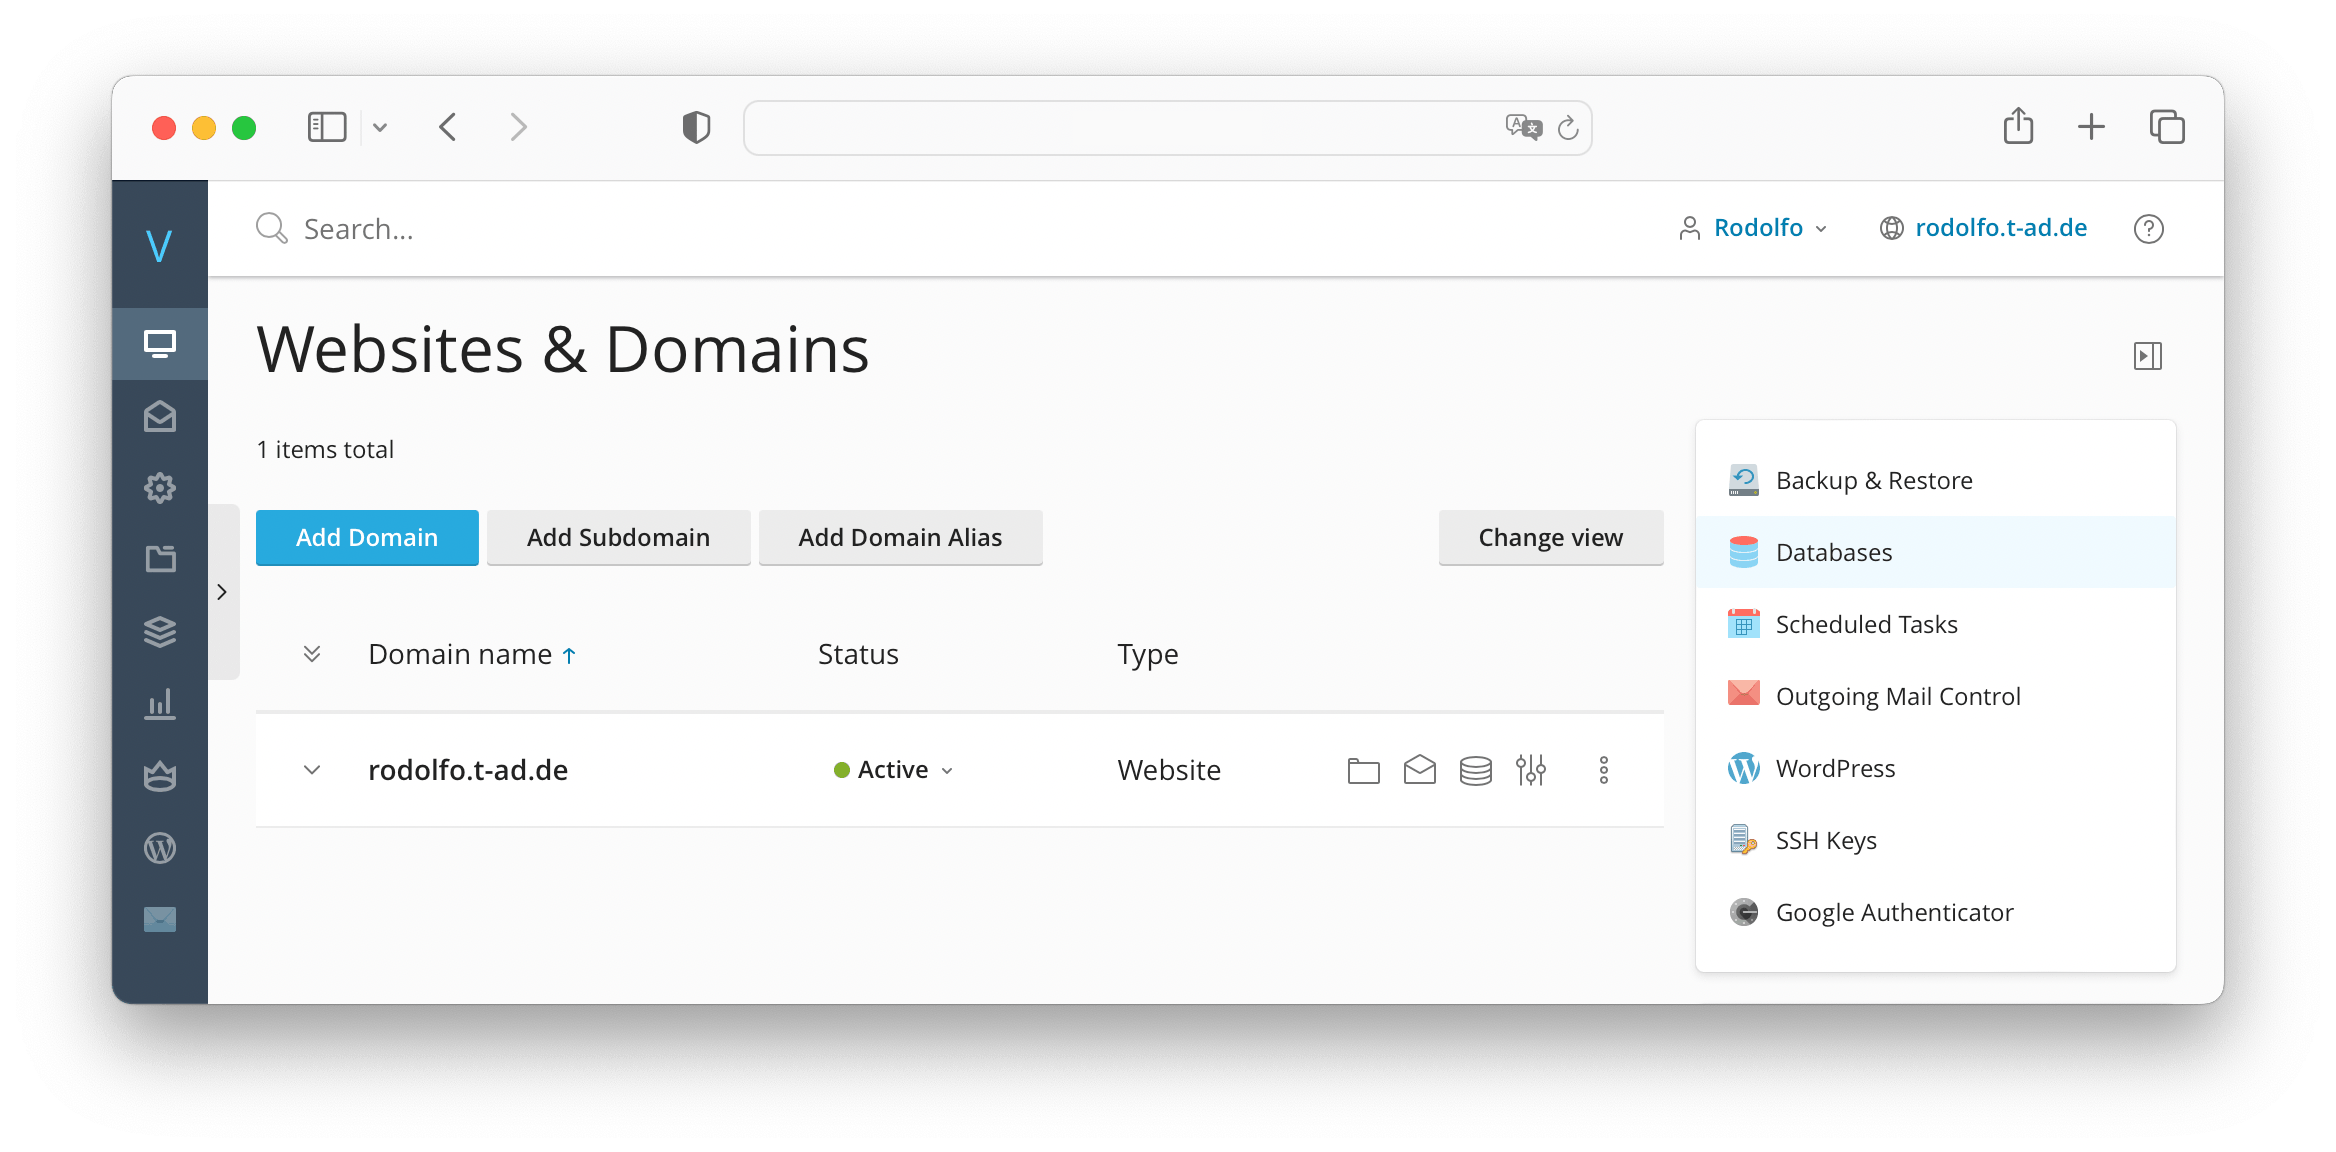 V
Search...
Rodolfo
rodolfo.t-ad.de
Websites & Domains
1 items total
Add Domain
Add Subdomain
Add Domain Alias
Change view
Domain name
Status
Type
rodolfo.t-ad.de
Active
Website
Backup & Restore
Databases
Scheduled Tasks
Outgoing Mail Control
WordPress
SSH Keys
Google Authenticator